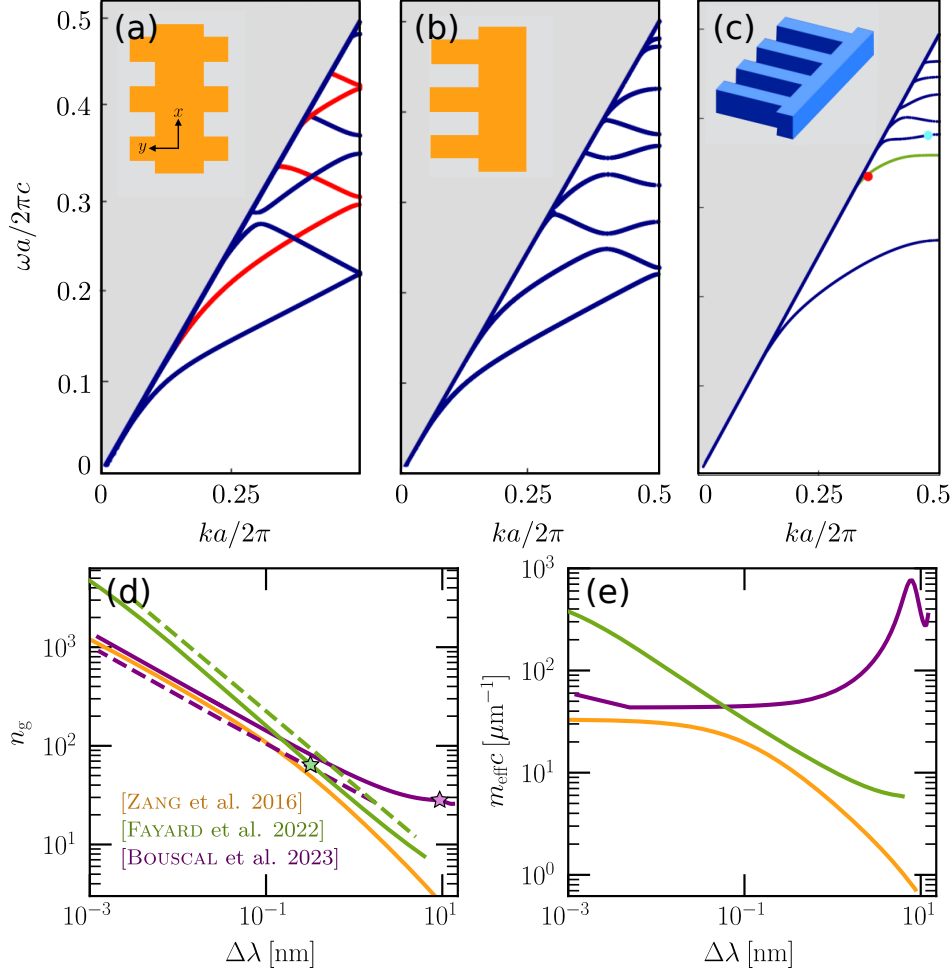 (a)
(b)
(c)
0.5
0.4
0.3
0.2
0.1
0
ωa/2πc
x
y
0 0.25
0 0.25 0.5
0 0.25 0.5
ka/2π
ka/2π
ka/2π
(d)
10³
10²
10¹
n_g
[ZANG et al. 2016]
[FAYARD et al. 2022]
[BOUSCAL et al. 2023]
10⁻³ 10⁻¹ 10¹
Δλ [nm]
(e)
10³
10²
10¹
10⁰
m_eff c [μm⁻¹]
10⁻³ 10⁻¹ 10¹
Δλ [nm]